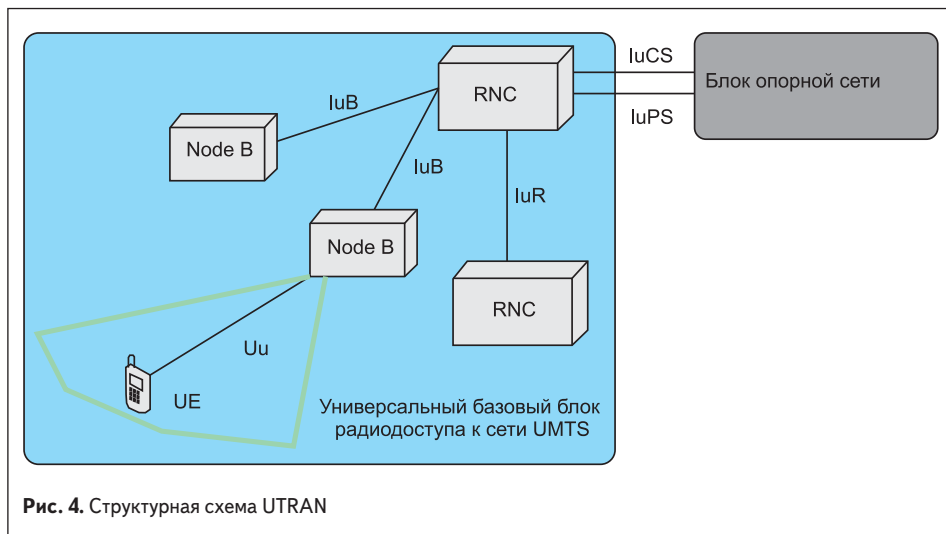 IuCS
RNC
Блок опорной сети
IuB
IuPS
Node B
IuB
IuR
Node B
RNC
Uu
UE
Универсальный базовый блок
радиодоступа к сети UMTS
Рис. 4. Структурная схема UTRAN